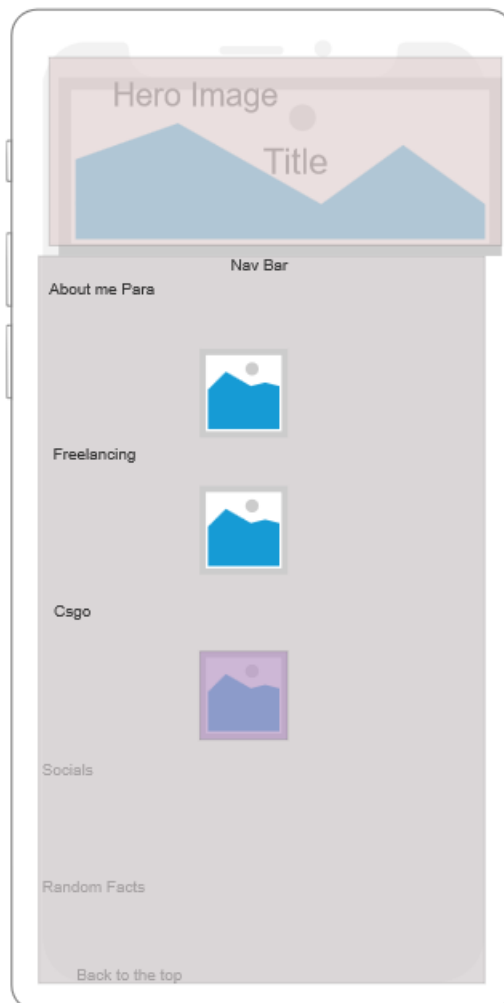 Hero Image
Title
Nav Bar
About me Para
Freelancing
Csgo
Socials
Random Facts
Back to the top